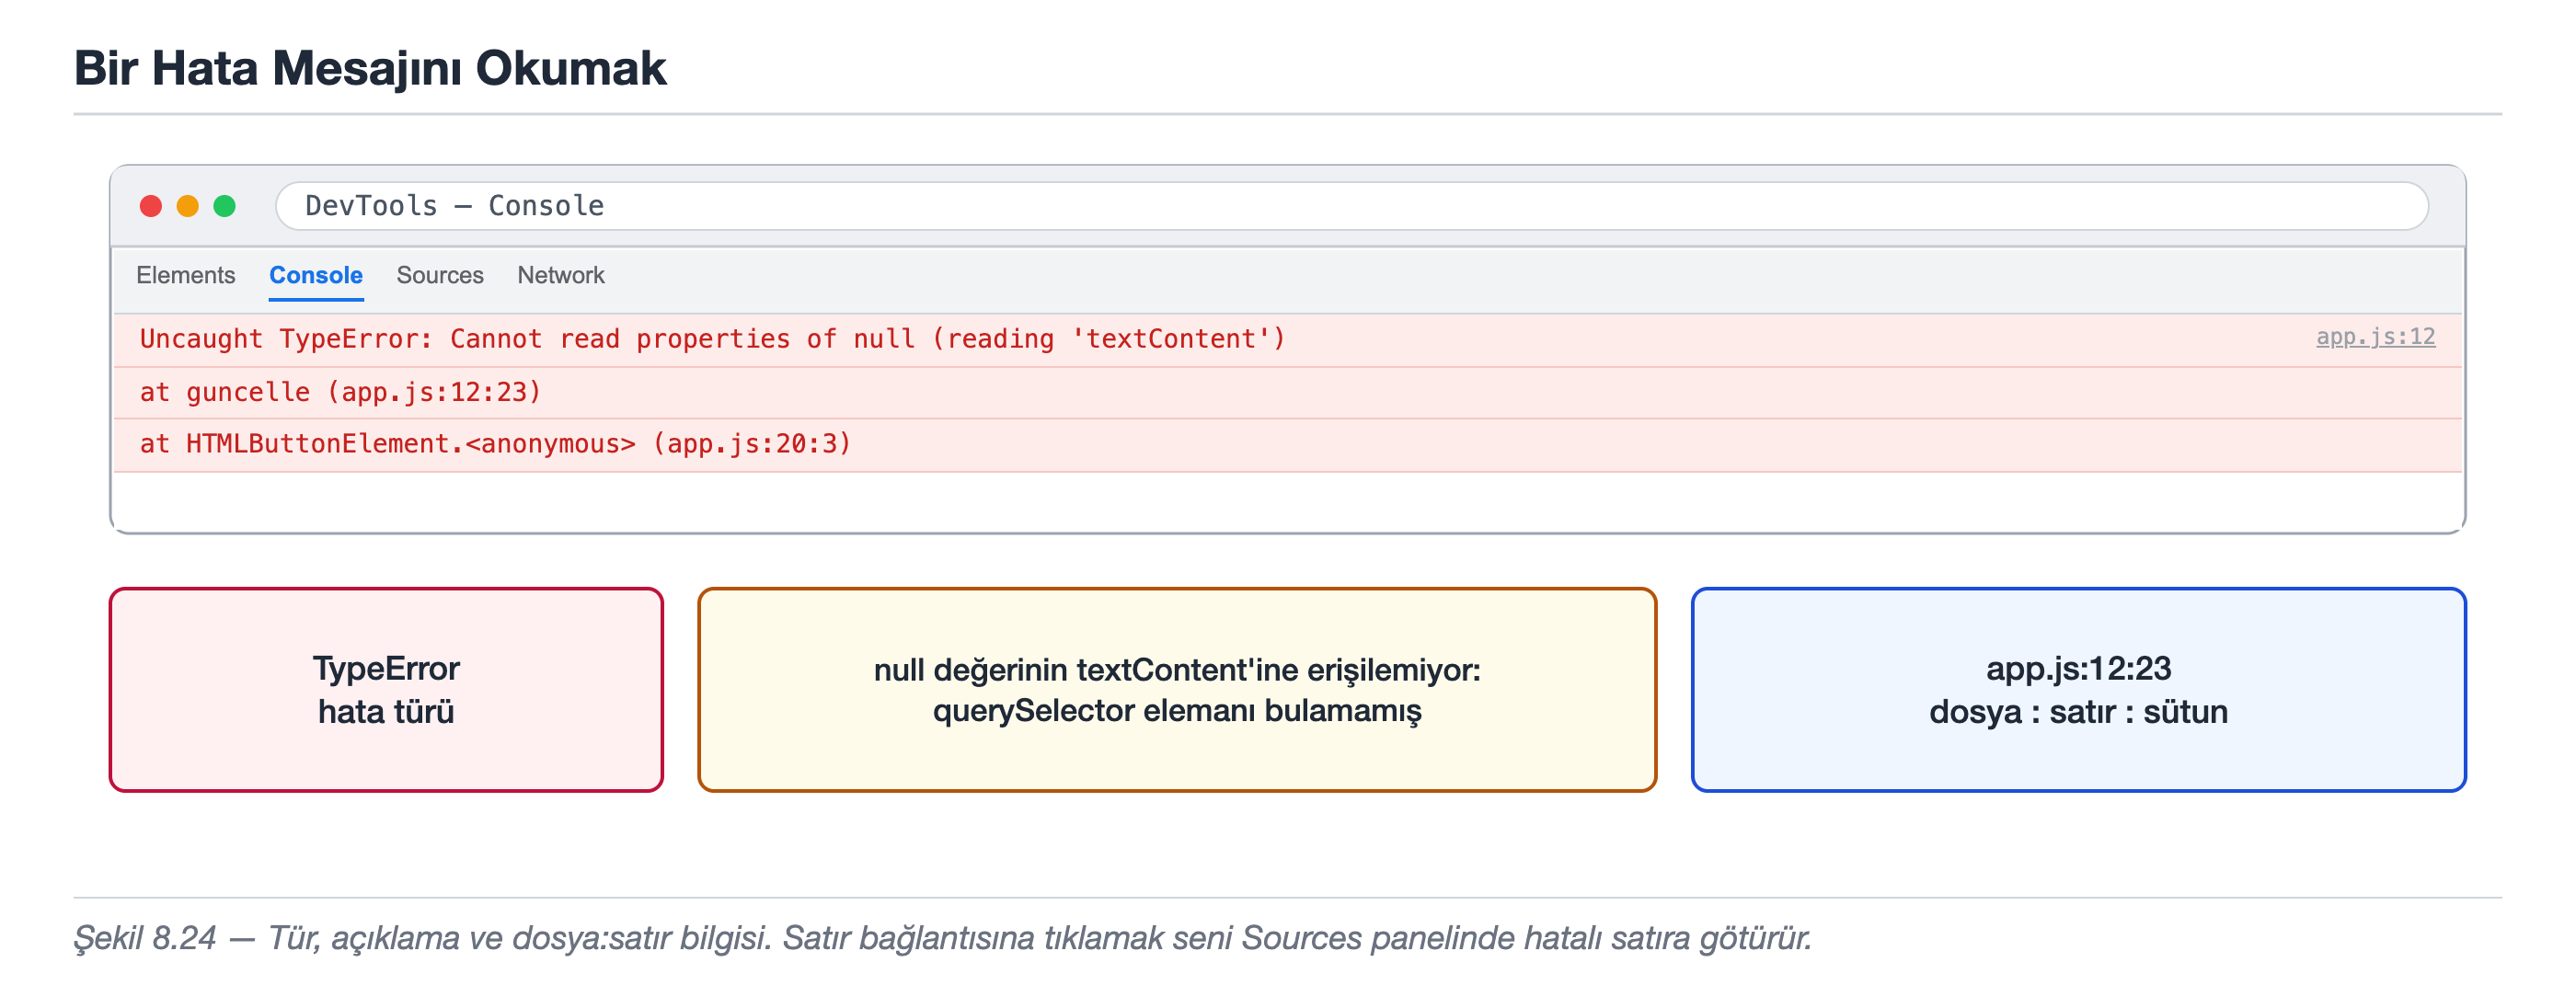 Bir Hata Mesajını Okumak
DevTools — Console
Elements Console Sources Network
Uncaught TypeError: Cannot read properties of null (reading 'textContent') app.js:12
at guncelle (app.js:12:23)
at HTMLButtonElement.<anonymous> (app.js:20:3)
TypeError
hata türü
null değerinin textContent'ine erişilemiyor:
querySelector elemanı bulamamış
app.js:12:23
dosya : satır : sütun
Şekil 8.24 — Tür, açıklama ve dosya:satır bilgisi. Satır bağlantısına tıklamak seni Sources panelinde hatalı satıra götürür.